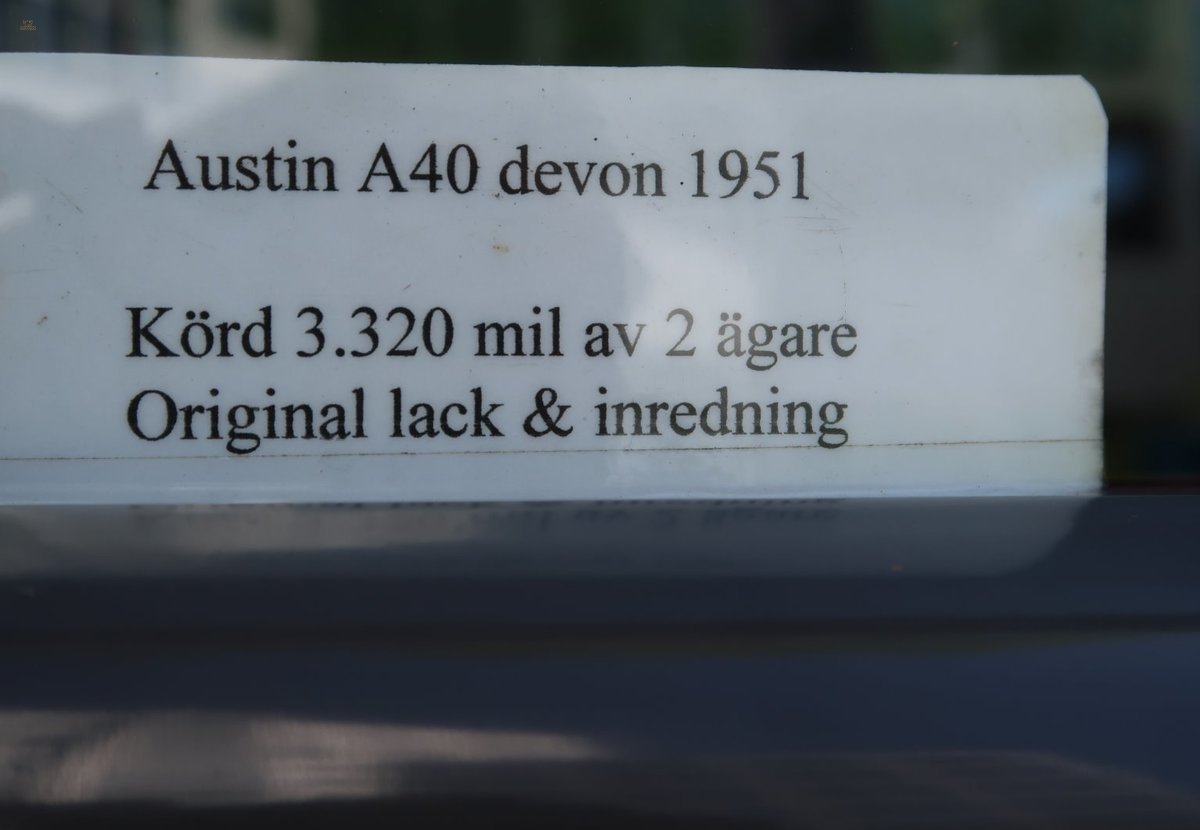 Austin A40 devon 1951
Körd 3.320 mil av 2 ägare
Original lack & inredning